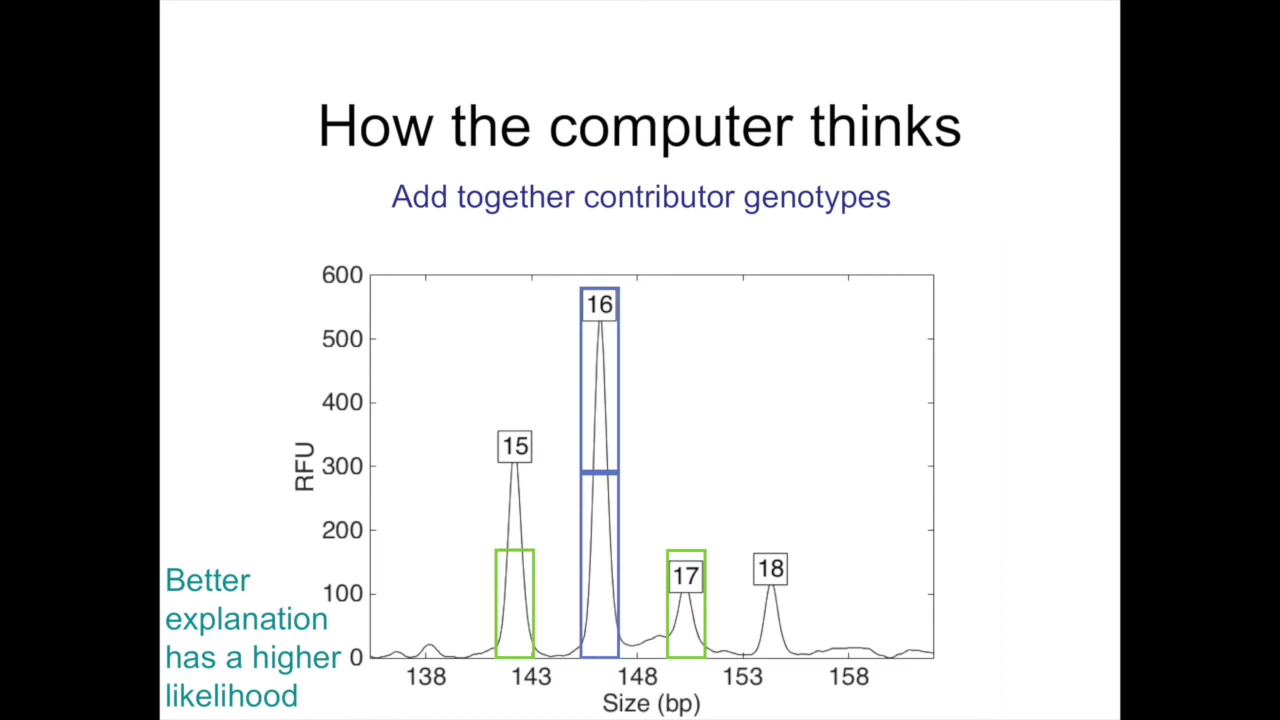 How the computer thinks
Add together contributor genotypes
600
500
400
300
200
100
0
RFU
15
16
17
18
138
143
148
153
158
Size (bp)
Better
explanation
has a higher
likelihood